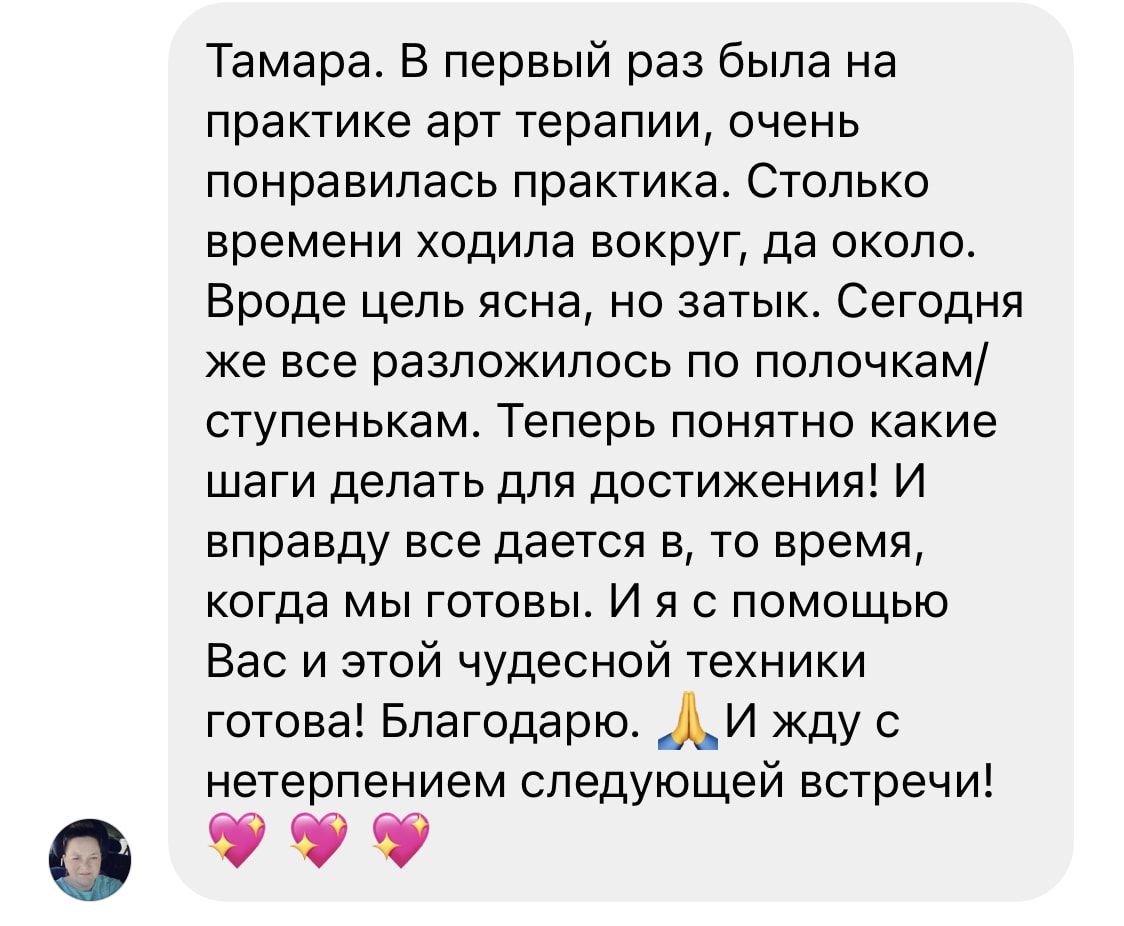 Тамара. В первый раз была на
практике арт терапии, очень
понравилась практика. Столько
времени ходила вокруг, да около.
Вроде цель ясна, но затык. Сегодня
же все разложилось по полочкам/
ступенькам. Теперь понятно какие
шаги делать для достижения! И
вправду все дается в, то время,
когда мы готовы. И я с помощью
Вас и этой чудесной техники
готова! Благодарю. 🙏И жду с
нетерпением следующей встречи!
💖 💖 💖